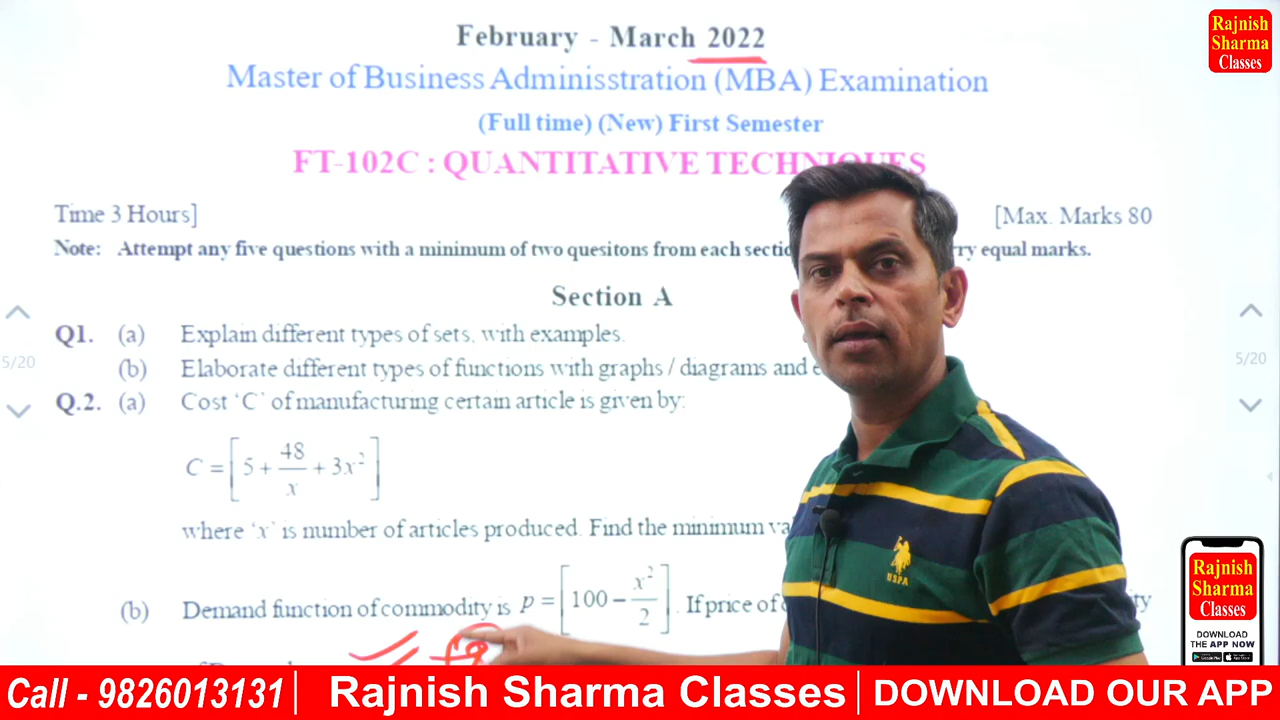 February - March 2022
Master of Business Adminisstration (MBA) Examination
(Full time) (New) First Semester
FT-102C : QUANTITATIVE TECHNIQUES
Time 3 Hours] [Max. Marks 80
Note: Attempt any five questions with a minimum of two quesitons from each equal marks.
Section A
Q1. (a) Explain different types of sets, with examples.
(b) Elaborate different types of functions with graphs / diagrams and
Q.2. (a) Cost 'C' of manufacturing certain article is given by:
C = [5 + 48/x + 3x²]
where 'x' is number of articles produced. Find the minimum
(b) Demand function of commodity is p = [100 − x²/2]. If price of
5/20
5/20
Rajnish
Sharma
Classes
USPA
Rajnish
Sharma
Classes
DOWNLOAD
THE APP NOW
Call - 9826013131 | Rajnish Sharma Classes | DOWNLOAD OUR APP